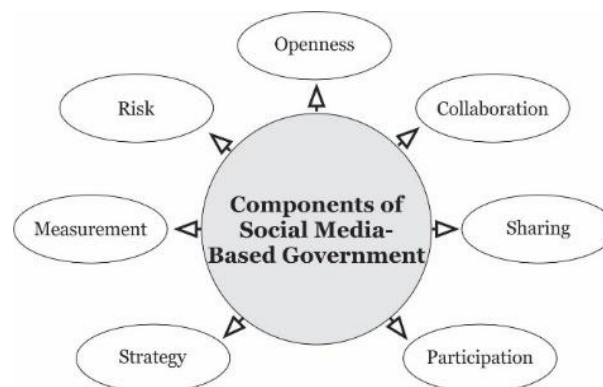 Openness
Risk
Collaboration
Components of
Social Media-
Based Government
Measurement
Sharing
Strategy
Participation